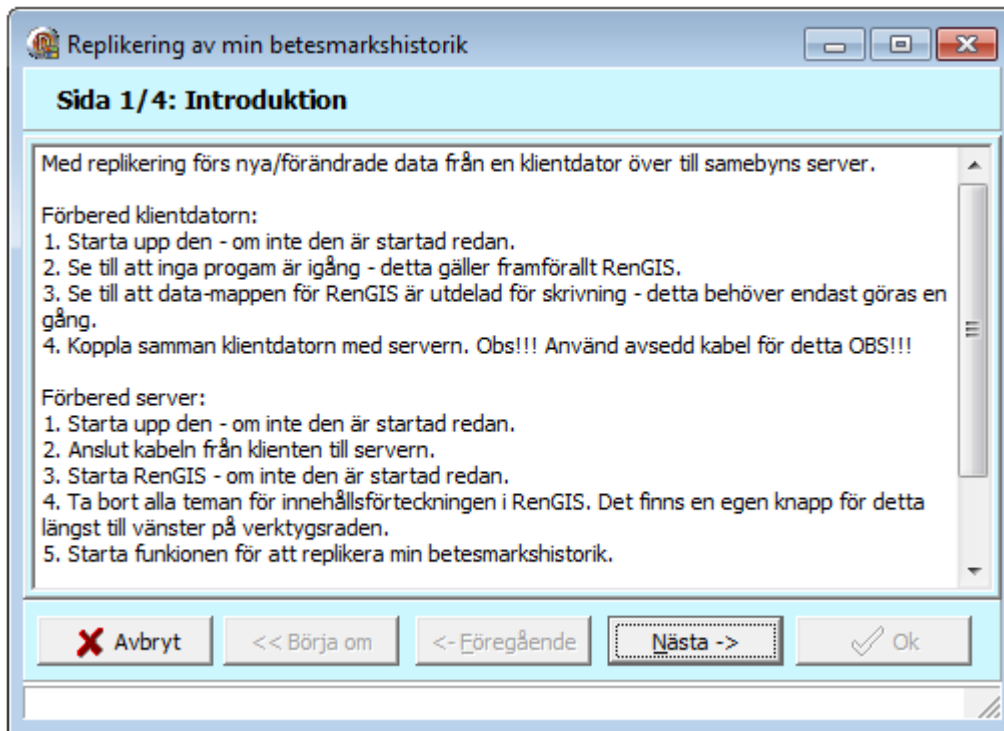 Replikering av min betesmarkshistorik
Sida 1/4: Introduktion
Med replikering förs nya/förändrade data från en klientdator över till samebyns server.
Förbered klientdatorn:
1. Starta upp den - om inte den är startad redan.
2. Se till att inga progam är igång - detta gäller framförallt RenGIS.
3. Se till att data-mappen för RenGIS är utdelad för skrivning - detta behöver endast göras en
gång.
4. Koppla samman klientdatorn med servern. Obs!!! Använd avsedd kabel för detta OBS!!!
Förbered server:
1. Starta upp den - om inte den är startad redan.
2. Anslut kabeln från klienten till servern.
3. Starta RenGIS - om inte den är startad redan.
4. Ta bort alla teman för innehållsförteckningen i RenGIS. Det finns en egen knapp för detta
längst till vänster på verktygsraden.
5. Starta funkionen för att replikera min betesmarkshistorik.
Avbryt << Börja om <- Föregående Nästa -> Ok